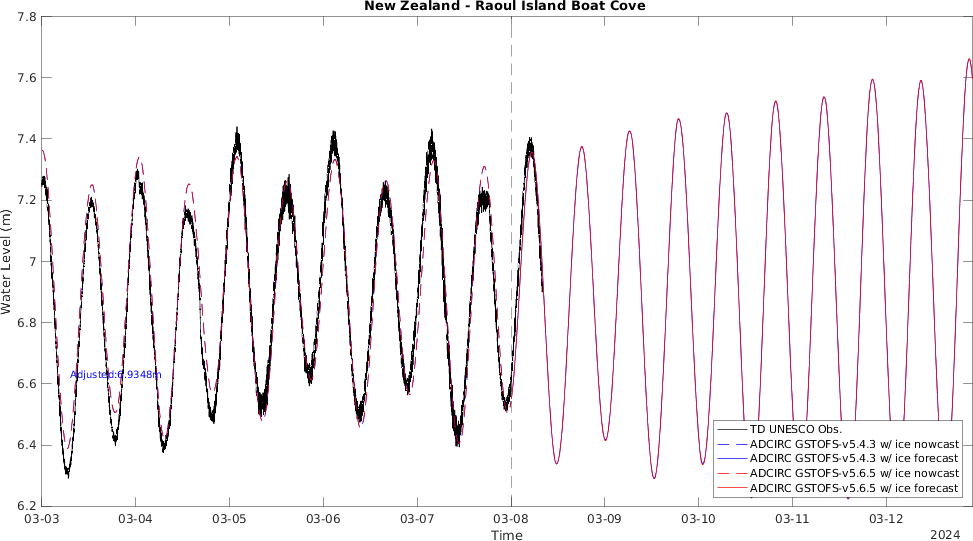 New Zealand - Raoul Island Boat Cove
7.8
7.6
7.4
7.2
7
6.8
6.6
6.4
6.2
Water Level (m)
Adjusted:6.9348m
TD UNESCO Obs.
ADCIRC GSTOFS-v5.4.3 w/ ice nowcast
ADCIRC GSTOFS-v5.4.3 w/ ice forecast
ADCIRC GSTOFS-v5.6.5 w/ ice nowcast
ADCIRC GSTOFS-v5.6.5 w/ ice forecast
03-03 03-04 03-05 03-06 03-07 03-08 03-09 03-10 03-11 03-12
Time
2024